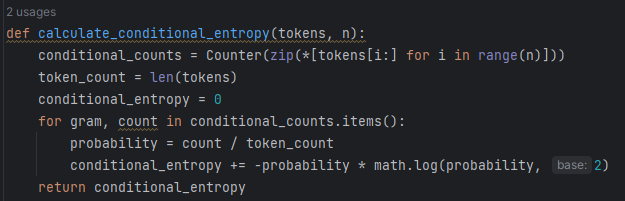 2 usages
def calculate_conditional_entropy(tokens, n):
    conditional_counts = Counter(zip(*[tokens[i:] for i in range(n)]))
    token_count = len(tokens)
    conditional_entropy = 0
    for gram, count in conditional_counts.items():
        probability = count / token_count
        conditional_entropy += -probability * math.log(probability, base: 2)
    return conditional_entropy